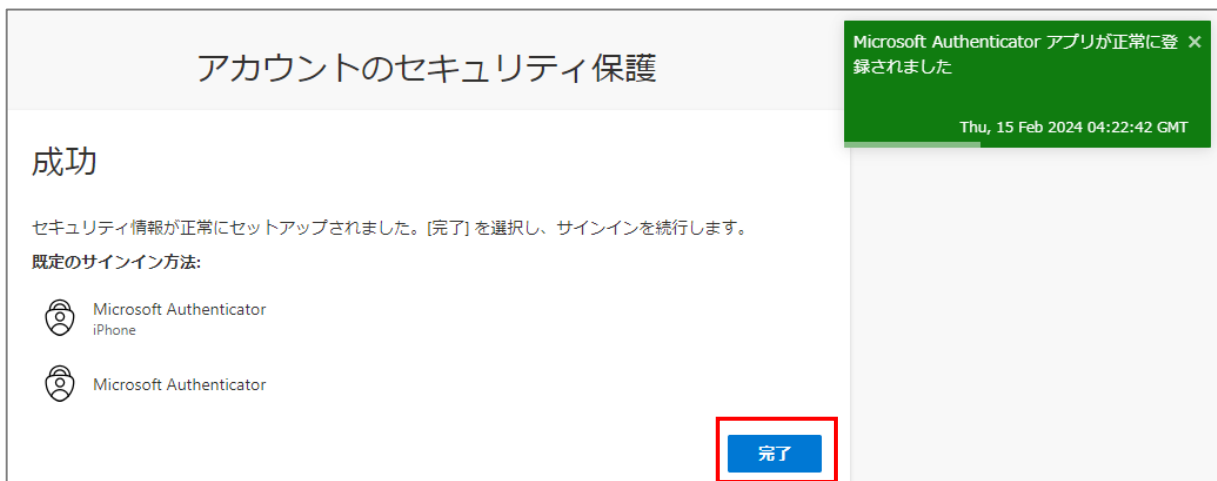 アカウントのセキュリティ保護
Microsoft Authenticator アプリが正常に登
録されました
Thu, 15 Feb 2024 04:22:42 GMT
成功
セキュリティ情報が正常にセットアップされました。[完了] を選択し、サインインを続行します。
既定のサインイン方法:
Microsoft Authenticator
iPhone
Microsoft Authenticator
完了